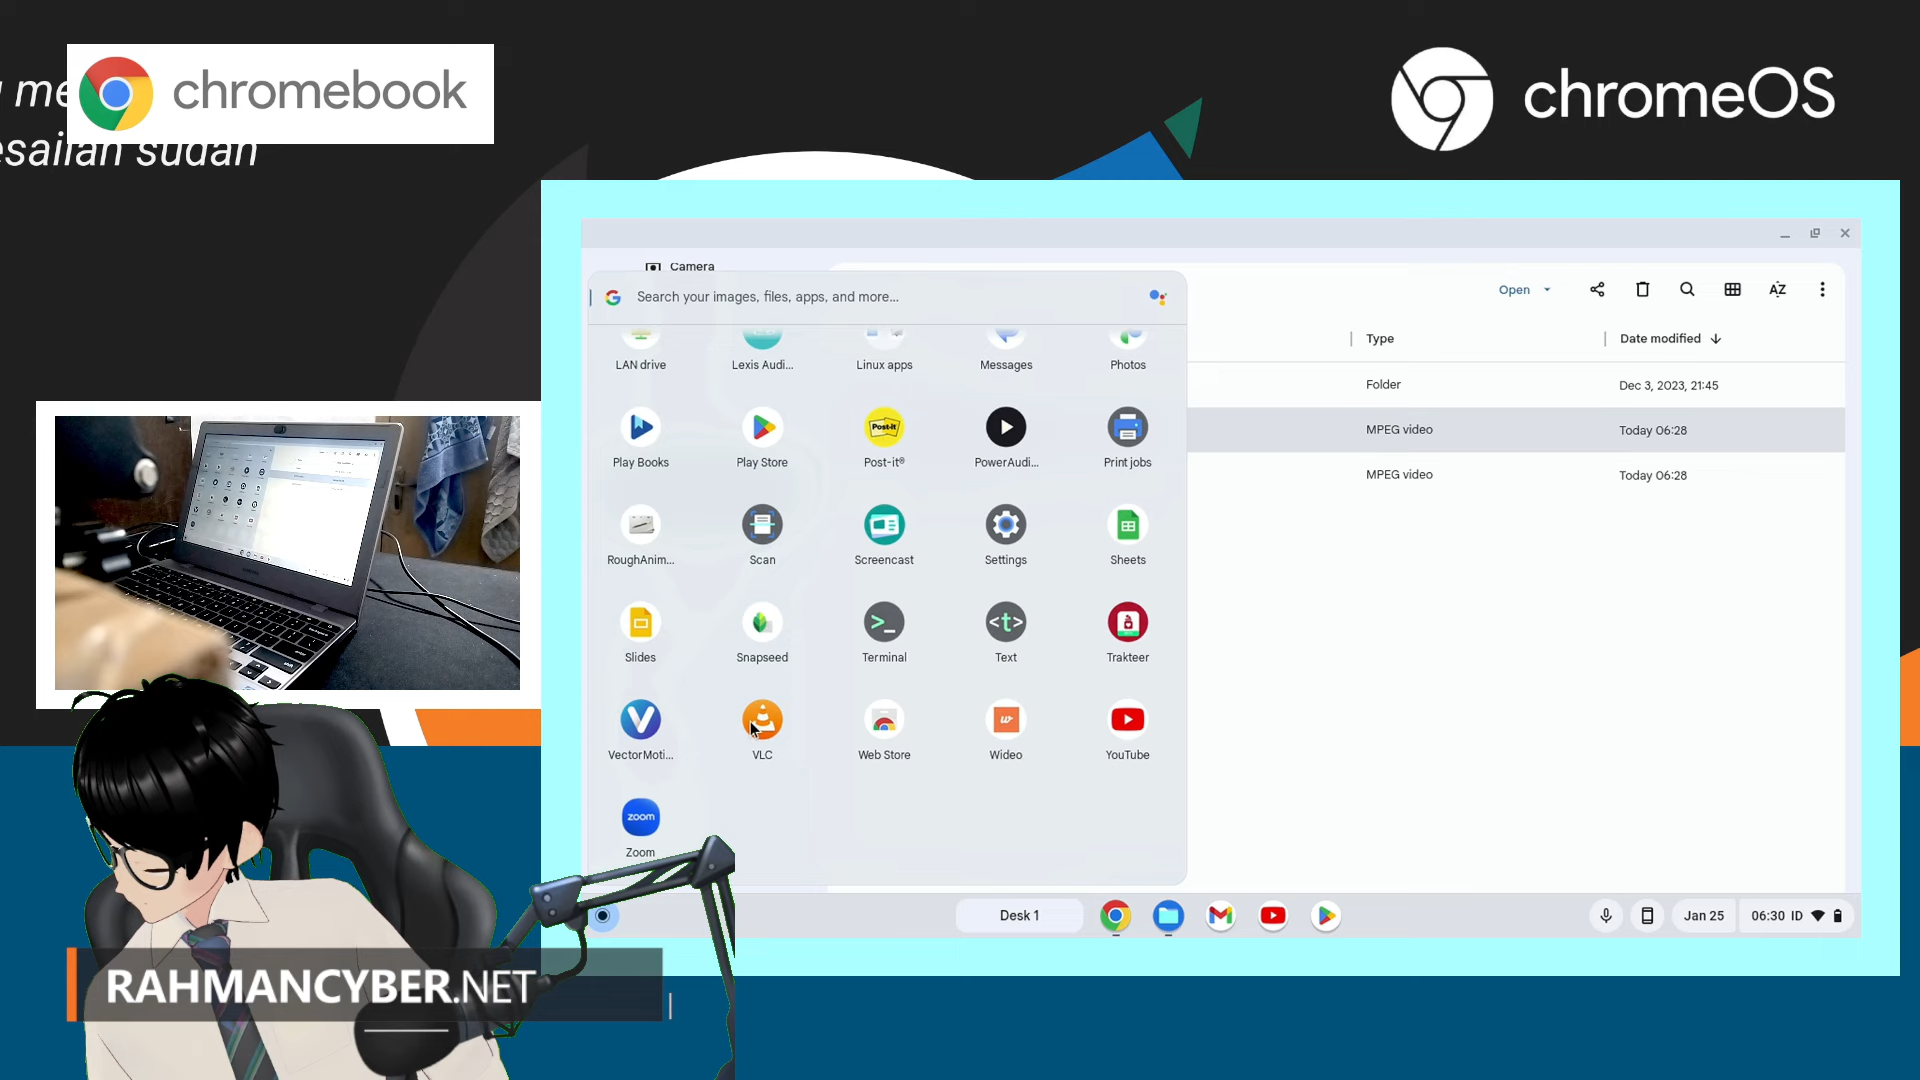 g me
esaian sudah
chromebook
chromeOS
Camera
Search your images, files, apps, and more...
Open
Type
Date modified
LAN drive
Lexis Audi...
Linux apps
Messages
Photos
Folder
Dec 3, 2023, 21:45
MPEG video
Today 06:28
Post-it
Play Books
Play Store
Post-it®
PowerAudi...
Print jobs
MPEG video
Today 06:28
RoughAnim...
Scan
Screencast
Settings
Sheets
>_
<t>
Slides
Snapseed
Terminal
Text
Trakteer
VectorMoti...
VLC
Web Store
Wideo
YouTube
zoom
Zoom
Desk 1
Jan 25
06:30 ID
RAHMANCYBER.NET